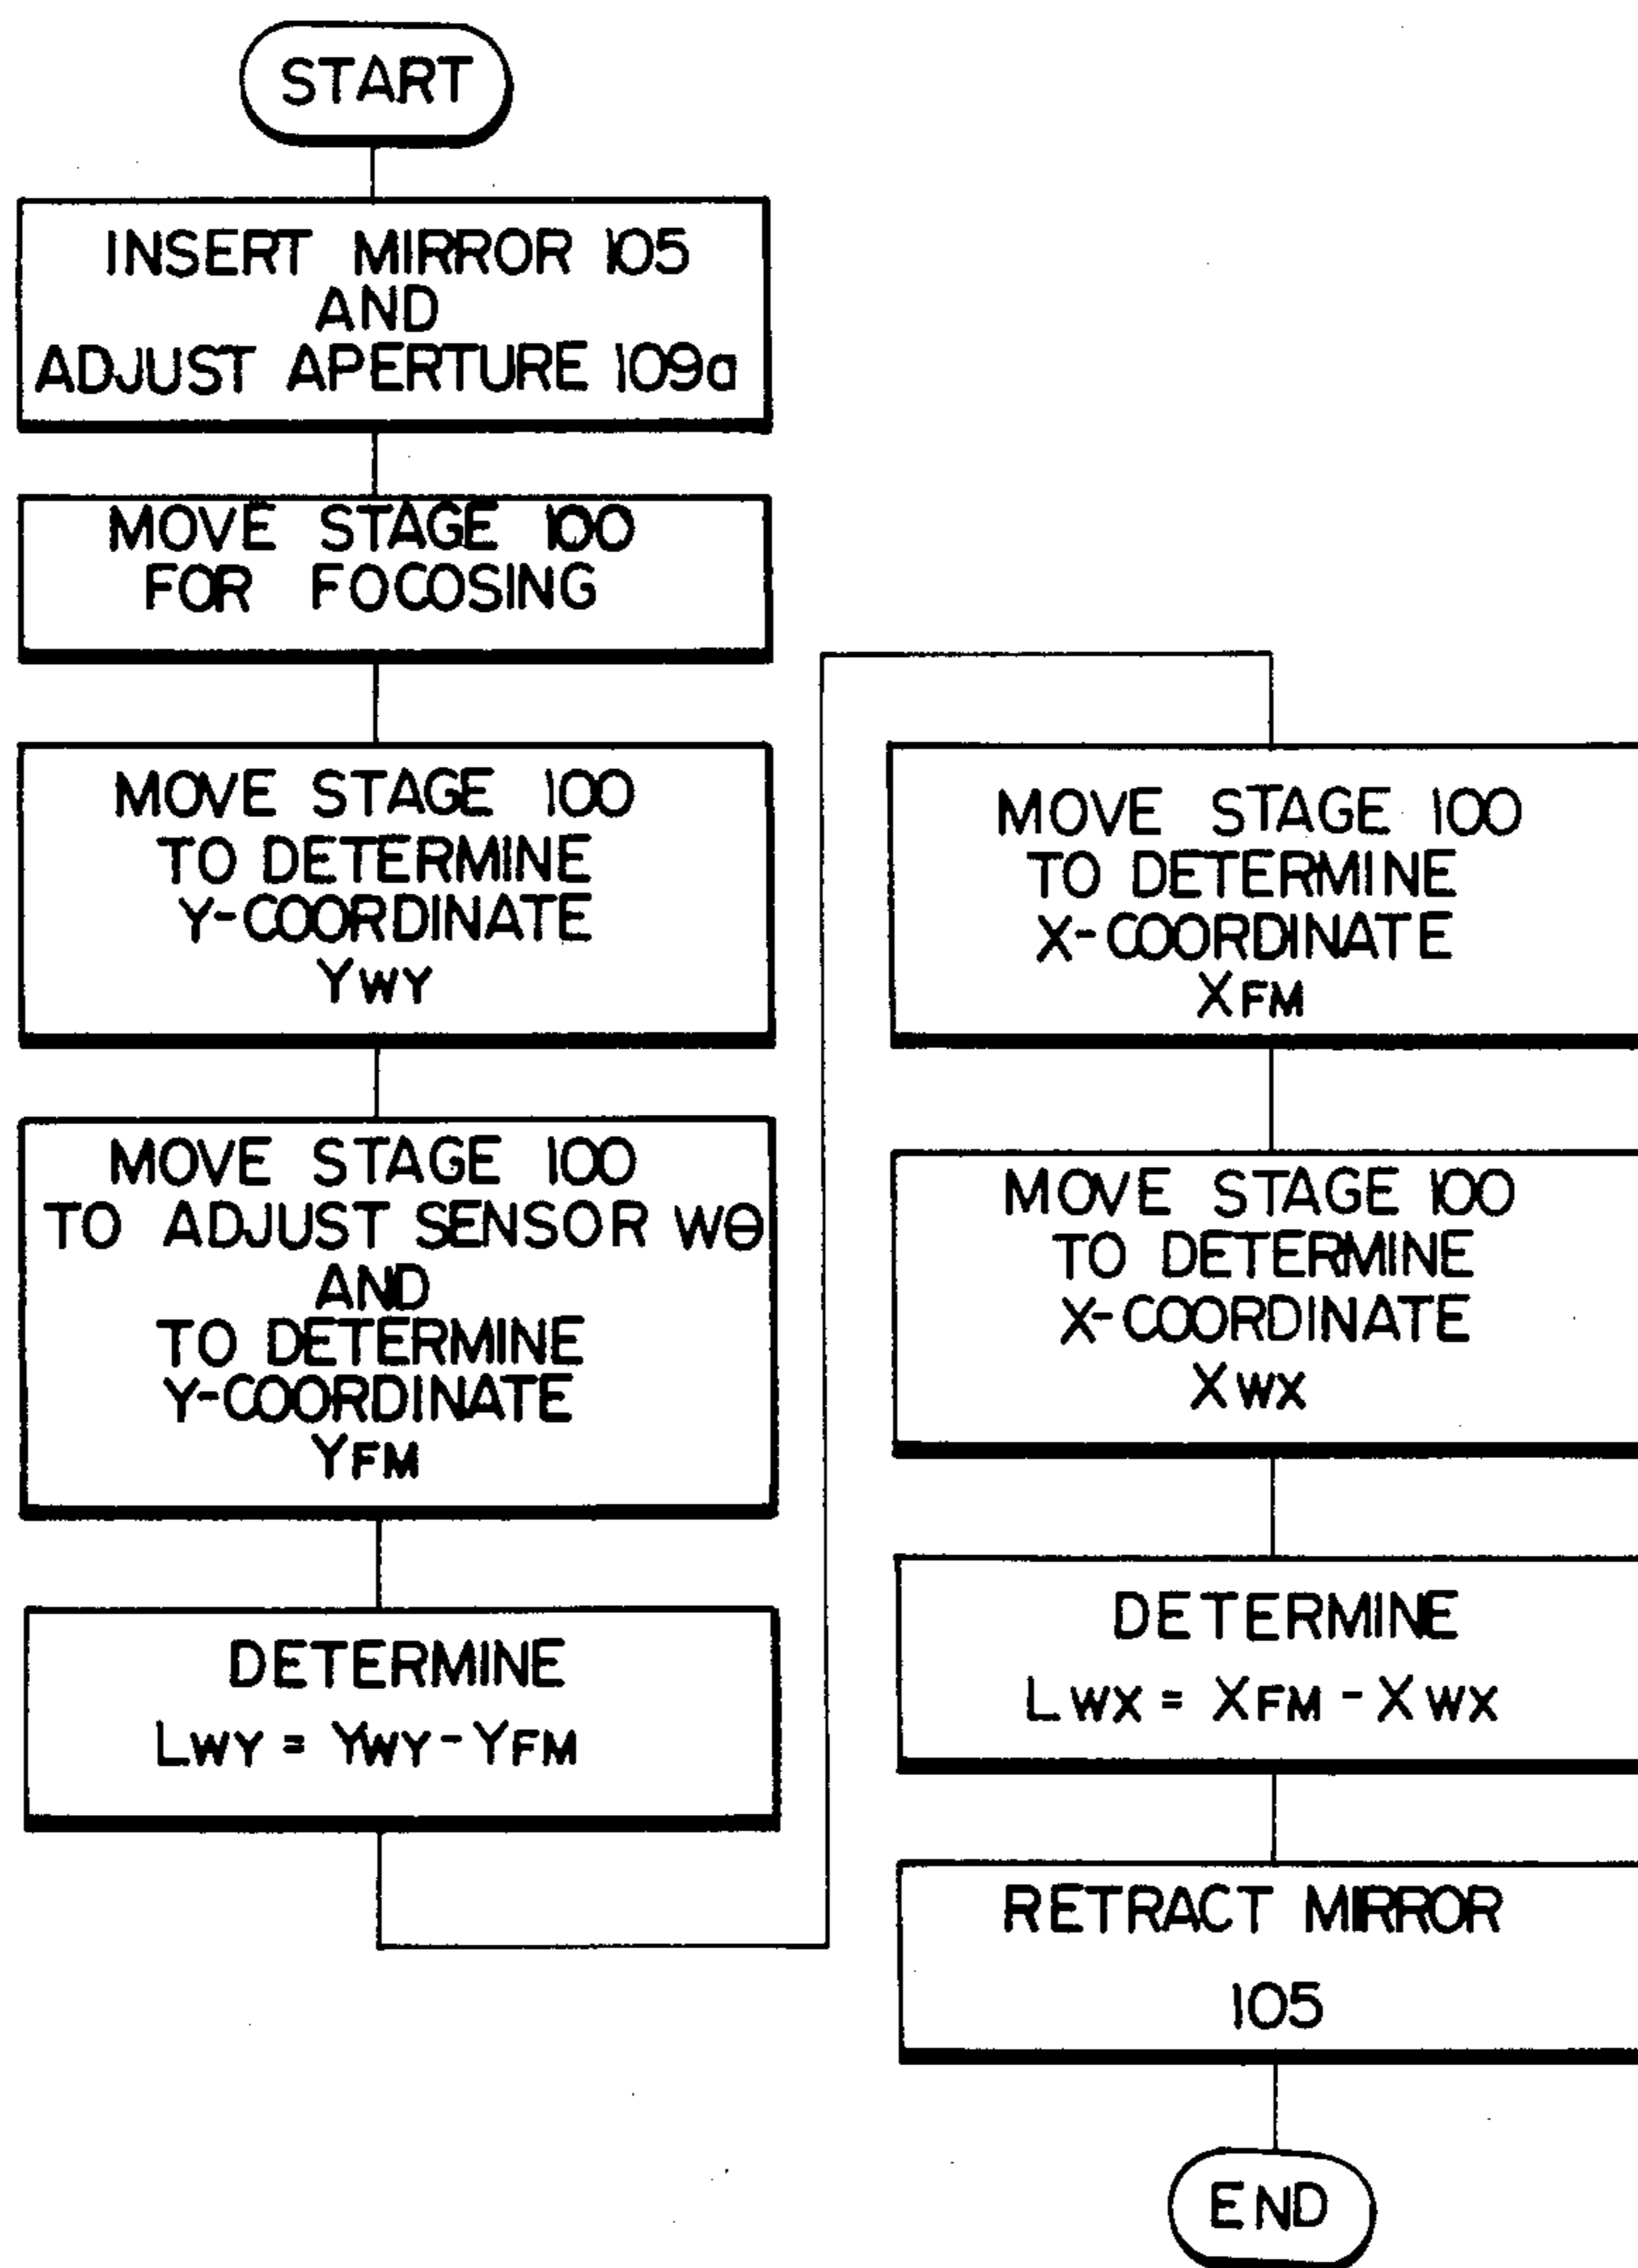 START
INSERT MIRROR 105
AND
ADJUST APERTURE 109a
MOVE STAGE 100
FOR FOCOSING
MOVE STAGE 100
TO DETERMINE
Y-COORDINATE
YWY
MOVE STAGE 100
TO ADJUST SENSOR Wθ
AND
TO DETERMINE
Y-COORDINATE
YFM
DETERMINE
LWY = YWY - YFM
MOVE STAGE 100
TO DETERMINE
X-COORDINATE
XFM
MOVE STAGE 100
TO DETERMINE
X-COORDINATE
XWX
DETERMINE
LWX = XFM - XWX
RETRACT MIRROR
105
END